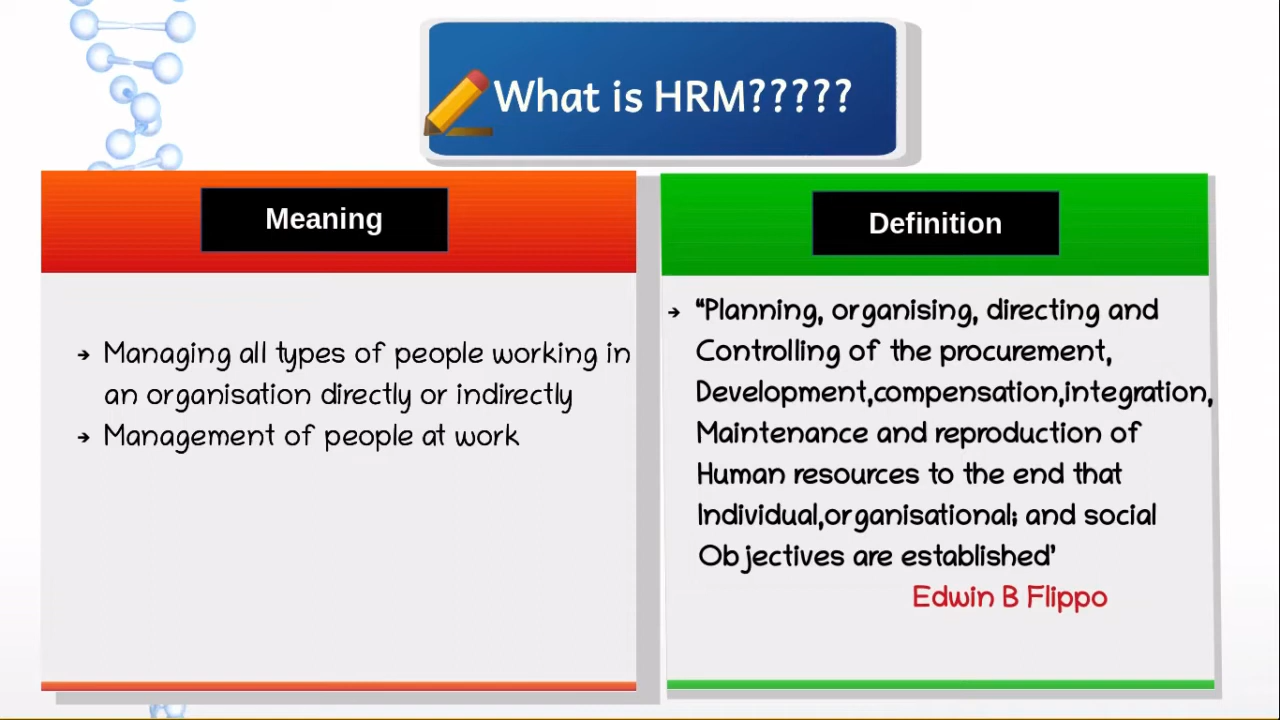 What is HRM?????
Meaning
➔ Managing all types of people working in
an organisation directly or indirectly
➔ Management of people at work
Definition
➔ “Planning, organising, directing and
Controlling of the procurement,
Development,compensation,integration,
Maintenance and reproduction of
Human resources to the end that
Individual,organisational; and social
Objectives are established’
Edwin B Flippo